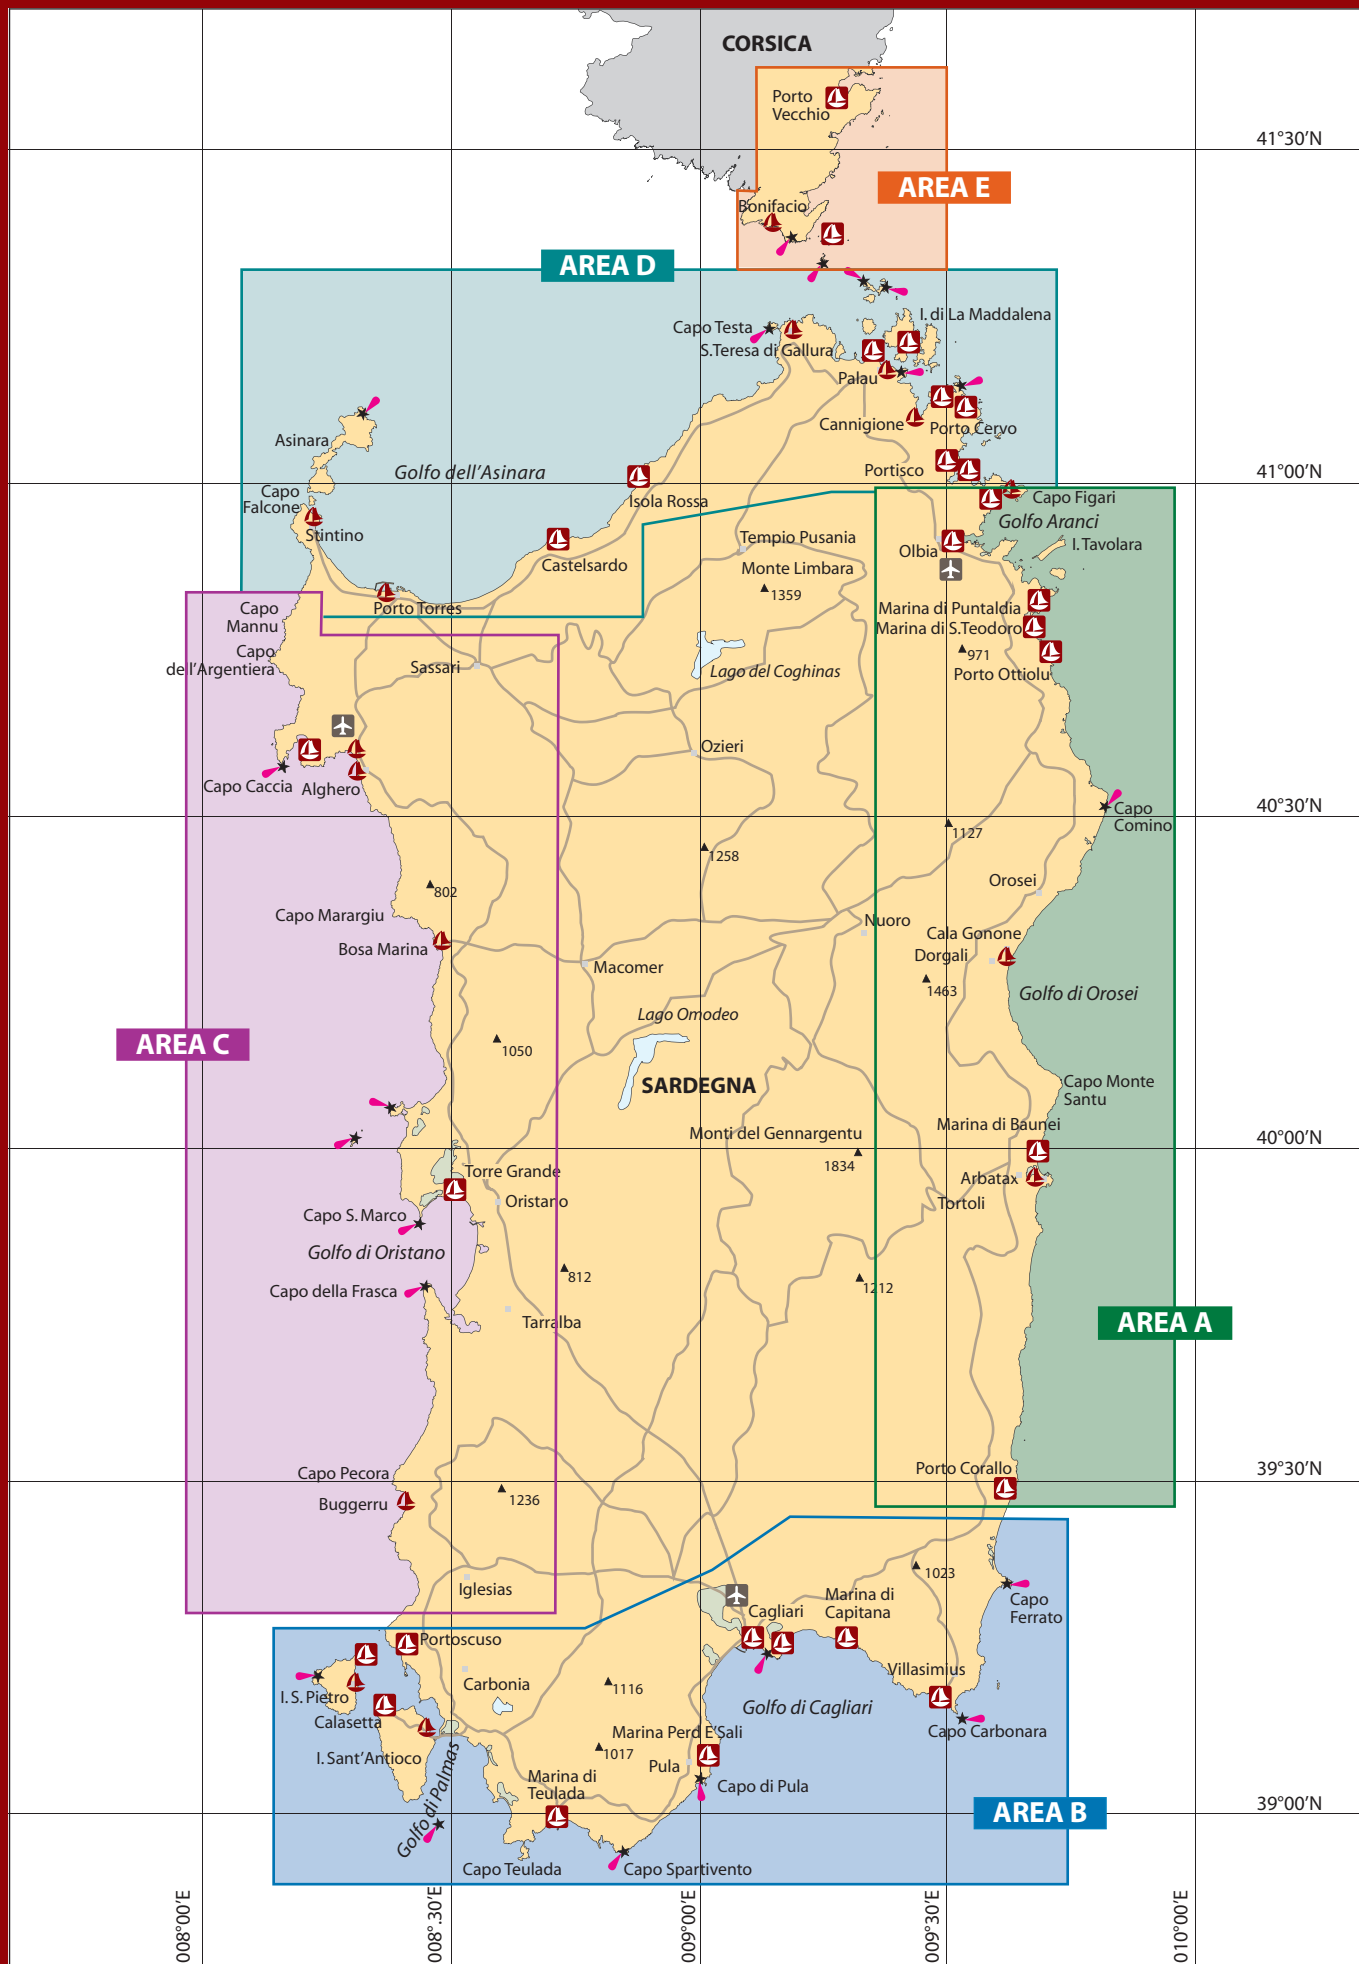 CORSICA
Porto
Vecchio
41°30'N
AREA E
Bonifacio
AREA D
I. di La Maddalena
Capo Testa
S.Teresa di Gallura
Palau
Cannigione
Porto Cervo
Asinara
Golfo dell'Asinara
Portisco
41°00'N
Capo
Falcone
Isola Rossa
Capo Figari
Golfo Aranci
Stintino
Tempio Pusania
Olbia
I. Tavolara
Castelsardo
Monte Limbara
1359
Porto Torres
Capo
Mannu
Marina di Puntaldia
Marina di S.Teodoro
Capo
dell'Argentiera
Sassari
Lago del Coghinas
971
Porto Ottiolu
Ozieri
Capo Caccia
Alghero
Capo
Comino
40°30'N
1127
1258
802
Orosei
Capo Marargiu
Nuoro
Cala Gonone
Bosa Marina
Dorgali
Macomer
1463
Golfo di Orosei
Lago Omodeo
AREA C
1050
SARDEGNA
Capo Monte
Santu
Marina di Baunei
Monti del Gennargentu
1834
40°00'N
Torre Grande
Arbatax
Oristano
Tortoli
Capo S. Marco
Golfo di Oristano
812
1212
Capo della Frasca
Tarralba
AREA A
Porto Corallo
39°30'N
Capo Pecora
Buggerru
1236
1023
Iglesias
Marina di
Capitana
Capo
Ferrato
Cagliari
Portoscuso
Villasimius
Carbonia
I. S. Pietro
1116
Golfo di Cagliari
Calasetta
Marina Perd E'Sali
Capo Carbonara
I. Sant'Antioco
1017
Pula
Golfo di Palmas
Marina di
Teulada
Capo di Pula
39°00'N
AREA B
Capo Teulada
Capo Spartivento
008°00'E
008°.30'E
009°00'E
009°30'E
010°00'E